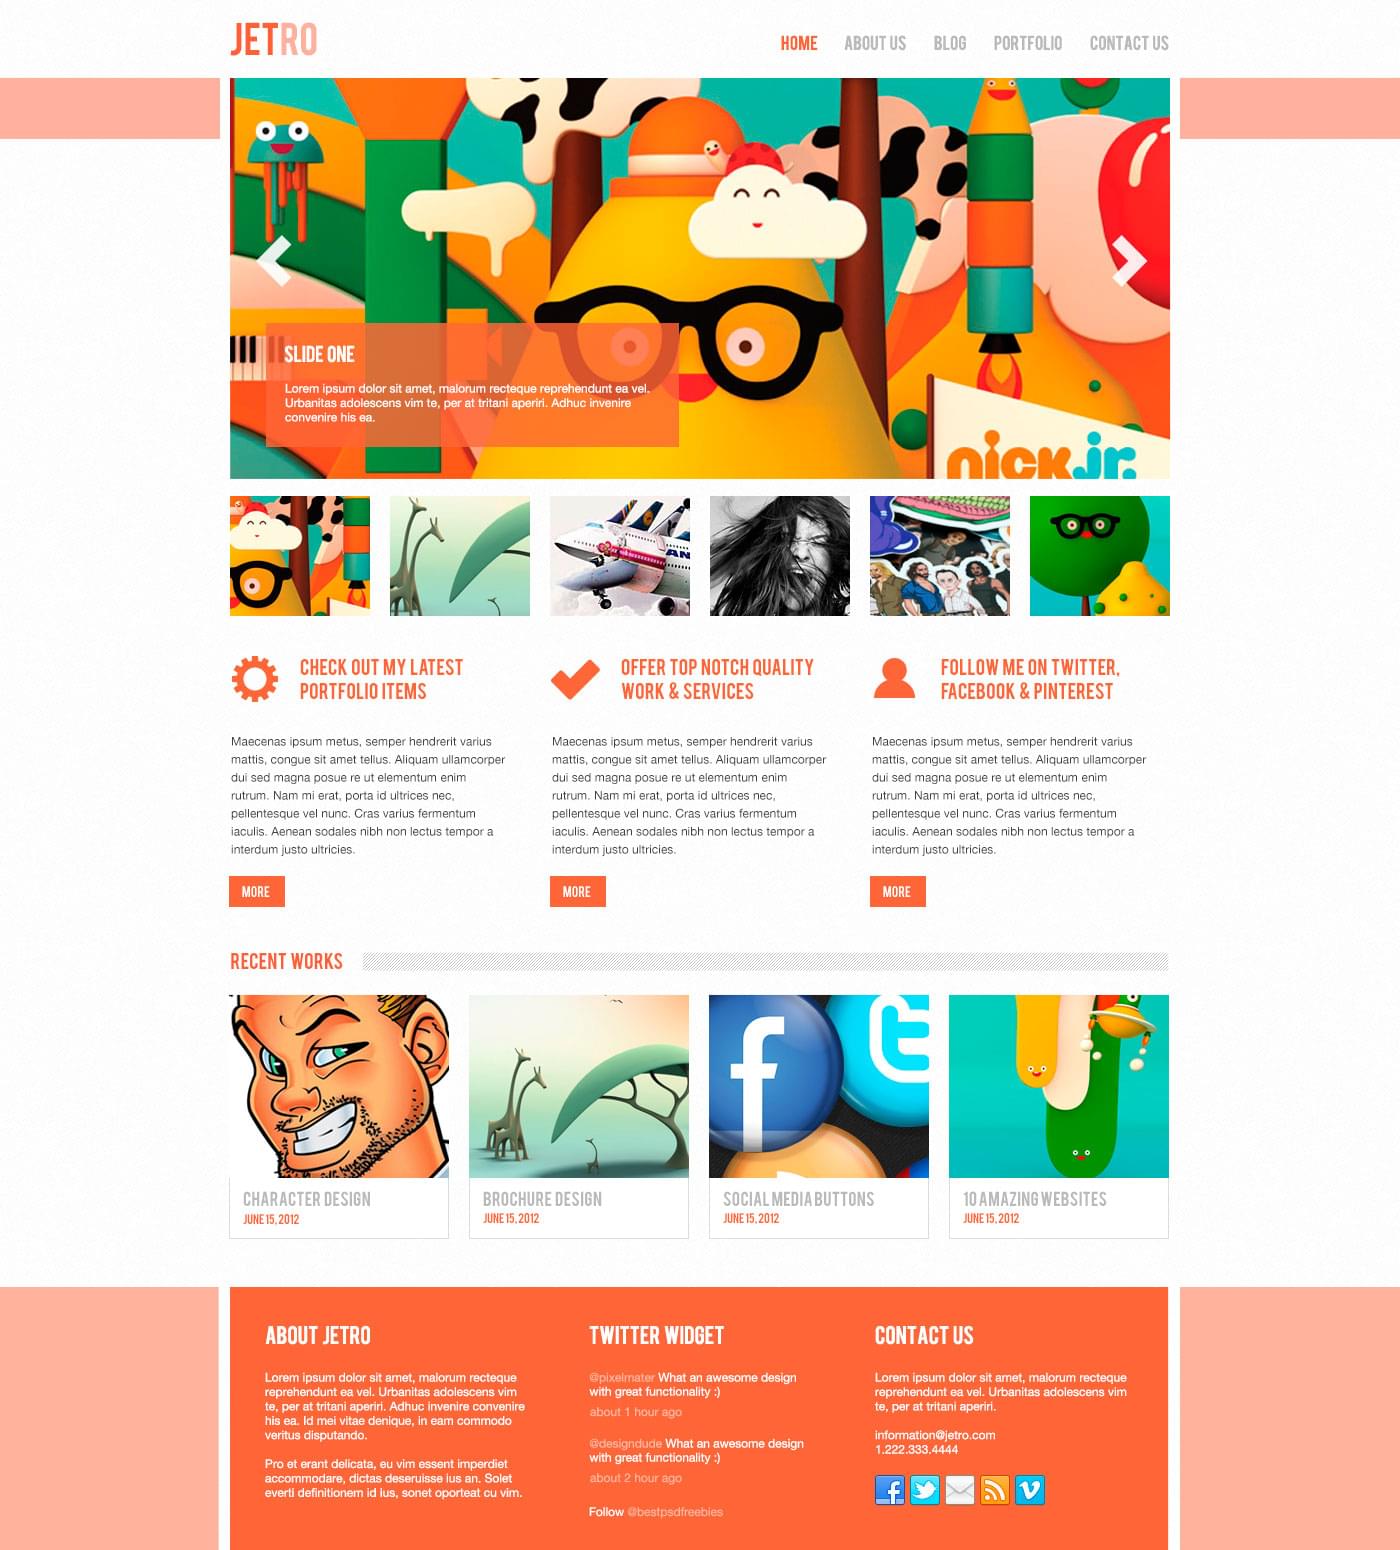 JETRO
HOME ABOUT US BLOG PORTFOLIO CONTACT US
SLIDE ONE
Lorem ipsum dolor sit amet, malorum recteque reprehendunt ea vel.
Urbanitas adolescens vim te, per at tritani aperiri. Adhuc invenire
convenire his ea.
nick jr.
CHECK OUT MY LATEST
PORTFOLIO ITEMS
Maecenas ipsum metus, semper hendrerit varius
mattis, congue sit amet tellus. Aliquam ullamcorper
dui sed magna posue re ut elementum enim
rutrum. Nam mi erat, porta id ultrices nec,
pellentesque vel nunc. Cras varius fermentum
iaculis. Aenean sodales nibh non lectus tempor a
interdum justo ultricies.
MORE
OFFER TOP NOTCH QUALITY
WORK & SERVICES
Maecenas ipsum metus, semper hendrerit varius
mattis, congue sit amet tellus. Aliquam ullamcorper
dui sed magna posue re ut elementum enim
rutrum. Nam mi erat, porta id ultrices nec,
pellentesque vel nunc. Cras varius fermentum
iaculis. Aenean sodales nibh non lectus tempor a
interdum justo ultricies.
MORE
FOLLOW ME ON TWITTER,
FACEBOOK & PINTEREST
Maecenas ipsum metus, semper hendrerit varius
mattis, congue sit amet tellus. Aliquam ullamcorper
dui sed magna posue re ut elementum enim
rutrum. Nam mi erat, porta id ultrices nec,
pellentesque vel nunc. Cras varius fermentum
iaculis. Aenean sodales nibh non lectus tempor a
interdum justo ultricies.
MORE
RECENT WORKS
CHARACTER DESIGN
JUNE 15, 2012
BROCHURE DESIGN
JUNE 15, 2012
SOCIAL MEDIA BUTTONS
JUNE 15, 2012
10 AMAZING WEBSITES
JUNE 15, 2012
ABOUT JETRO
Lorem ipsum dolor sit amet, malorum recteque
reprehendunt ea vel. Urbanitas adolescens vim
te, per at tritani aperiri. Adhuc invenire convenire
his ea. Id mei vitae denique, in eam commodo
veritus disputando.
Pro et erant delicata, eu vim essent imperdiet
accommodare, dictas deseruisse ius an. Solet
everti definitionem id ius, sonet oporteat cu vim.
TWITTER WIDGET
@pixelmater What an awesome design
with great functionality :)
about 1 hour ago
@designdude What an awesome design
with great functionality :)
about 2 hour ago
Follow @bestpsdfreebies
CONTACT US
Lorem ipsum dolor sit amet, malorum recteque
reprehendunt ea vel. Urbanitas adolescens vim
te, per at tritani aperiri.
information@jetro.com
1.222.333.4444